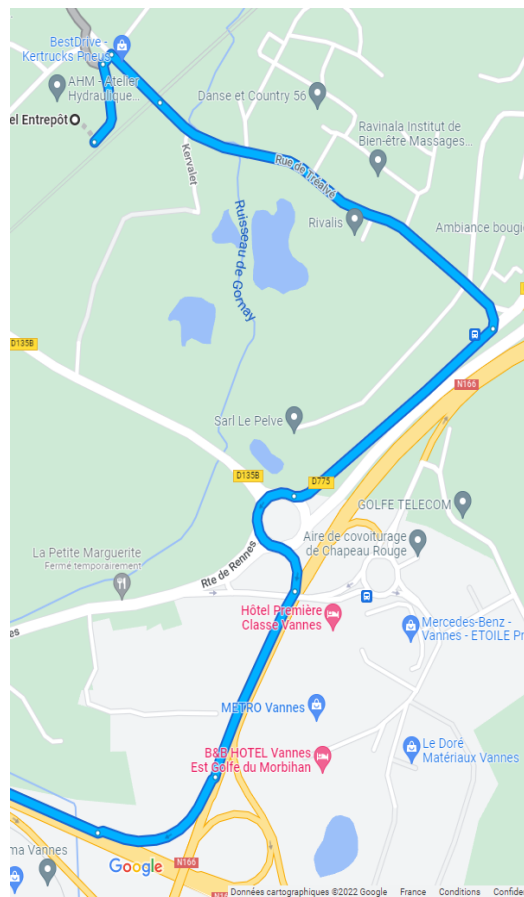 BestDrive -
Kertrucks Pneus
AHM - Atelier
Hydraulique...
el Entrepôt
Danse et Country 56
Kervalet
Ravinala Institut de
Bien-être Massages...
Rue de Tréalvé
Rivalis
Ruisseau de Gornay
Ambiance bougie
D135B
N166
Sarl Le Pelve
D135B
D775
GOLFE TELECOM
Aire de covoiturage
de Chapeau Rouge
Rte de Rennes
La Petite Marguerite
Fermé temporairement
Hôtel Première
Classe Vannes
Mercedes-Benz -
Vannes - ETOILE Pr
es
METRO Vannes
B&B HOTEL Vannes
Est Golfe du Morbihan
Le Doré
Matériaux Vannes
ma Vannes
Google
N166
Données cartographiques ©2022 Google France Conditions Confide